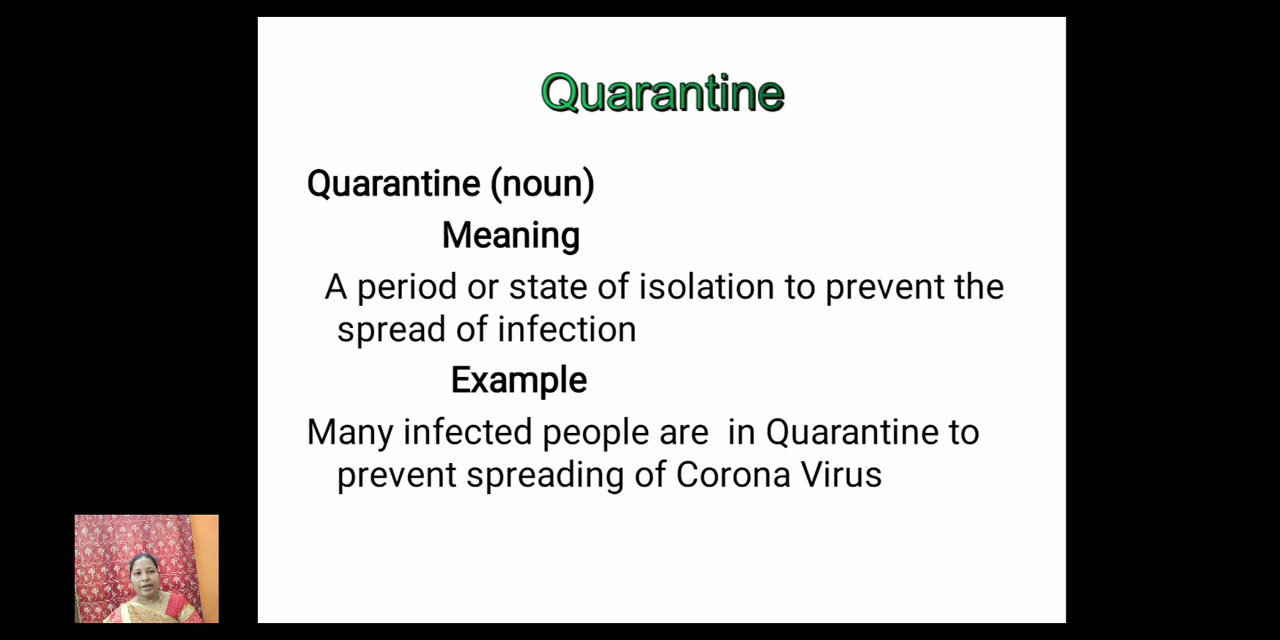 Quarantine
Quarantine (noun)
Meaning
A period or state of isolation to prevent the
spread of infection
Example
Many infected people are  in Quarantine to
prevent spreading of Corona Virus